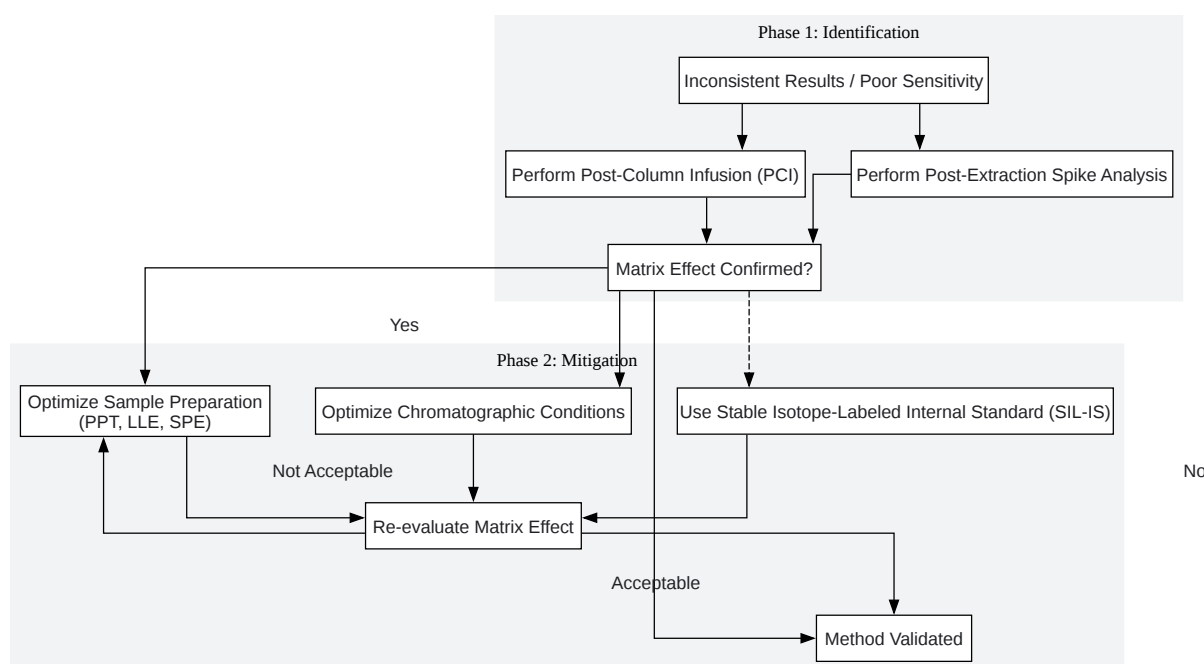 Phase 1: Identification
Inconsistent Results / Poor Sensitivity
Perform Post-Column Infusion (PCI)
Perform Post-Extraction Spike Analysis
Matrix Effect Confirmed?
Yes
Phase 2: Mitigation
Optimize Sample Preparation
(PPT, LLE, SPE)
Optimize Chromatographic Conditions
Use Stable Isotope-Labeled Internal Standard (SIL-IS)
Not Acceptable
No
Re-evaluate Matrix Effect
Acceptable
Method Validated